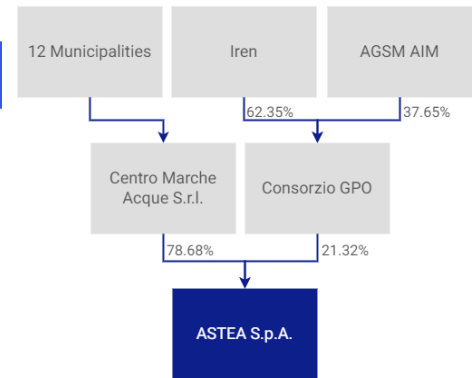 12 Municipalities
Iren
AGSM AIM
62.35%
37.65%
Centro Marche
Acque S.r.l.
Consorzio GPO
78.68%
21.32%
ASTEA S.p.A.